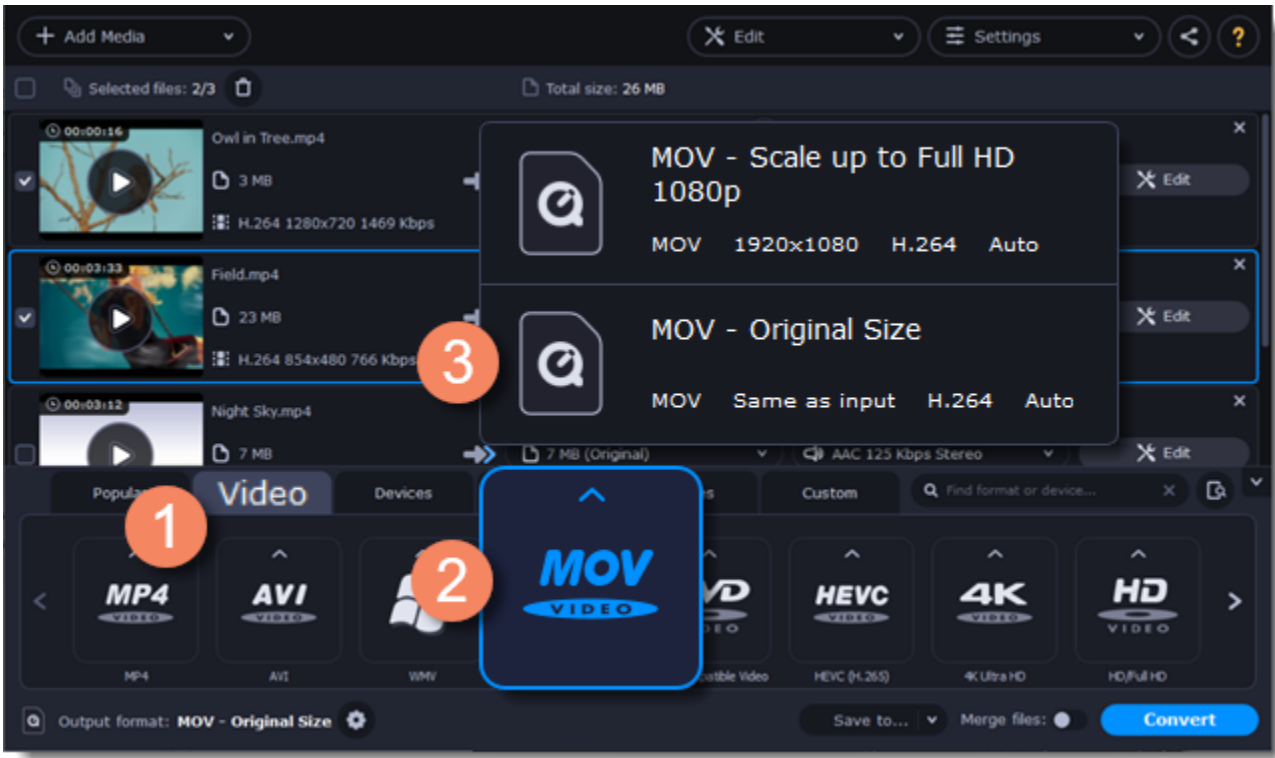 Add Media
Edit
Settings
?
Selected files: 2/3
Total size: 26 MB
00:00:16
Owl in Tree.mp4
3 MB
H.264 1280x720 1469 Kbps
Edit
MOV - Scale up to Full HD
1080p
MOV 1920x1080 H.264 Auto
00:03:33
Field.mp4
23 MB
H.264 854x480 766 Kbps
Edit
MOV - Original Size
MOV Same as input H.264 Auto
3
00:03:12
Night Sky.mp4
7 MB
7 MB (Original)
AAC 125 Kbps Stereo
Edit
1
Video
Devices
Custom
Find format or device...
2
MP4
VIDEO
MP4
AVI
VIDEO
AVI
WMV
MOV
VIDEO
HEVC
VIDEO
HEVC (H.265)
4K
VIDEO
4K Ultra HD
HD
VIDEO
HD/Full HD
Video
Output format: MOV - Original Size
Save to...
Merge files:
Convert